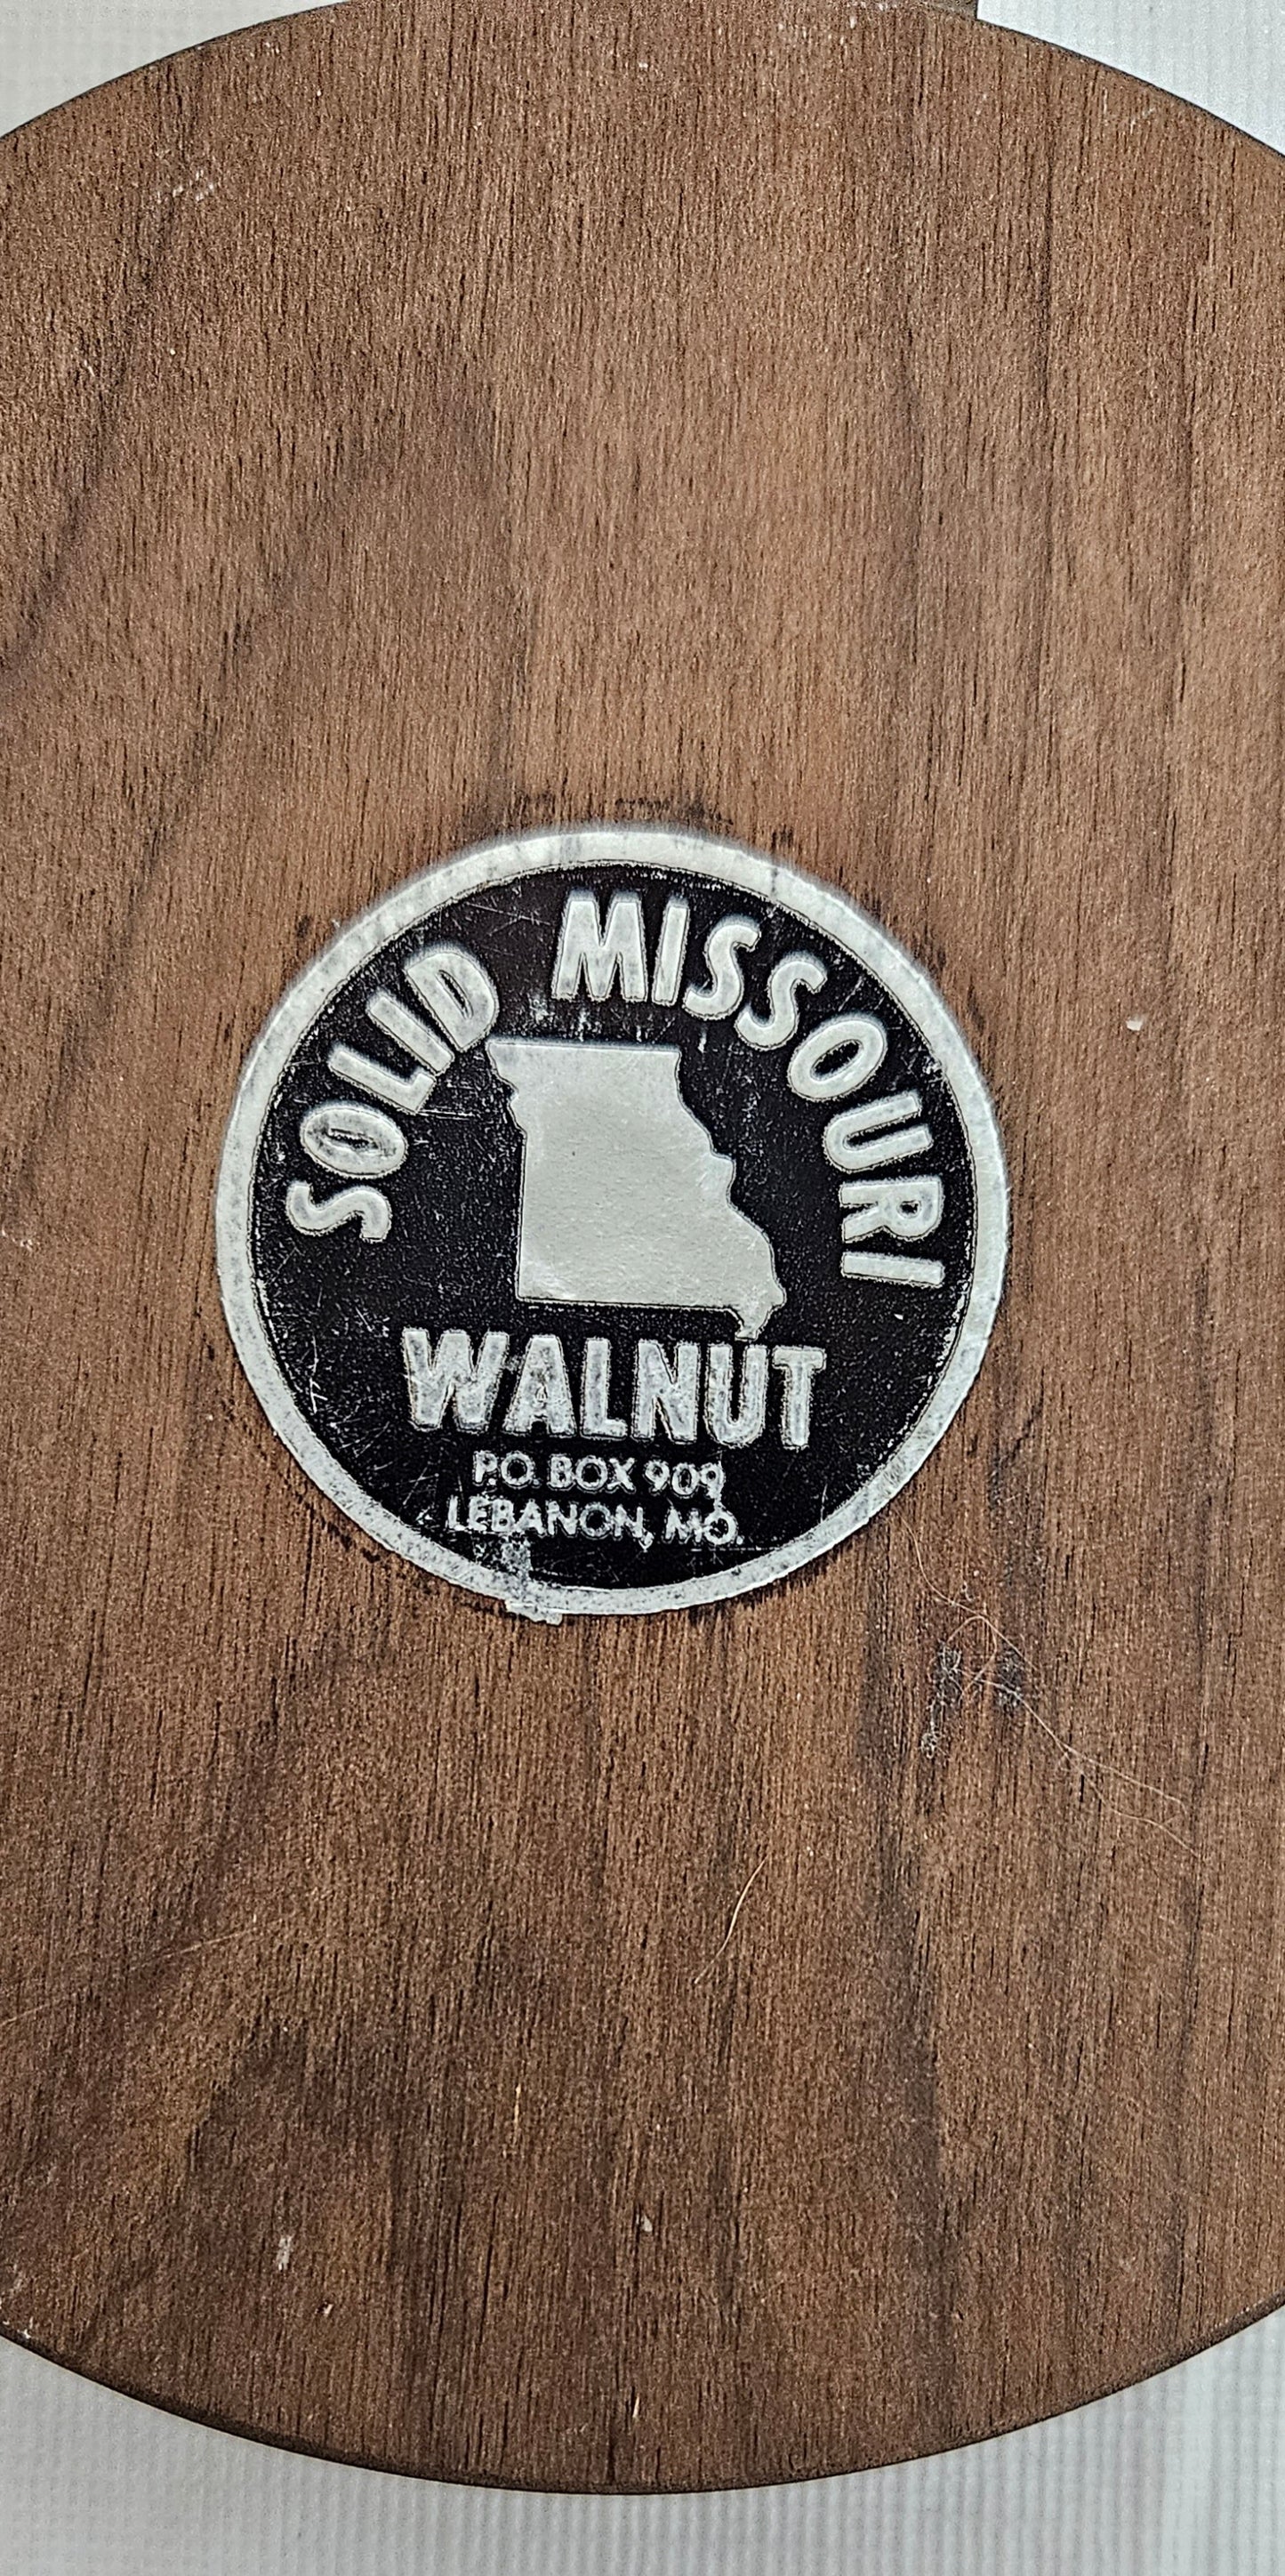 SOLID MISSOURI
WALNUT
P.O. BOX 909
LEBANON, MO.